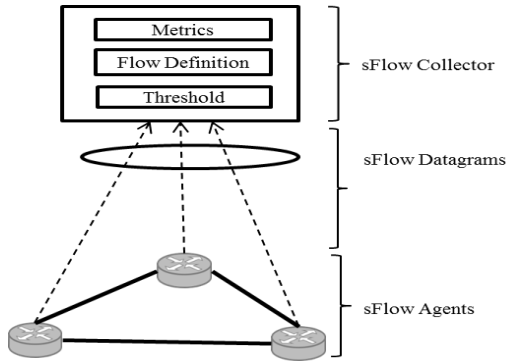 Metrics
Flow Definition
Threshold
sFlow Collector
sFlow Datagrams
sFlow Agents